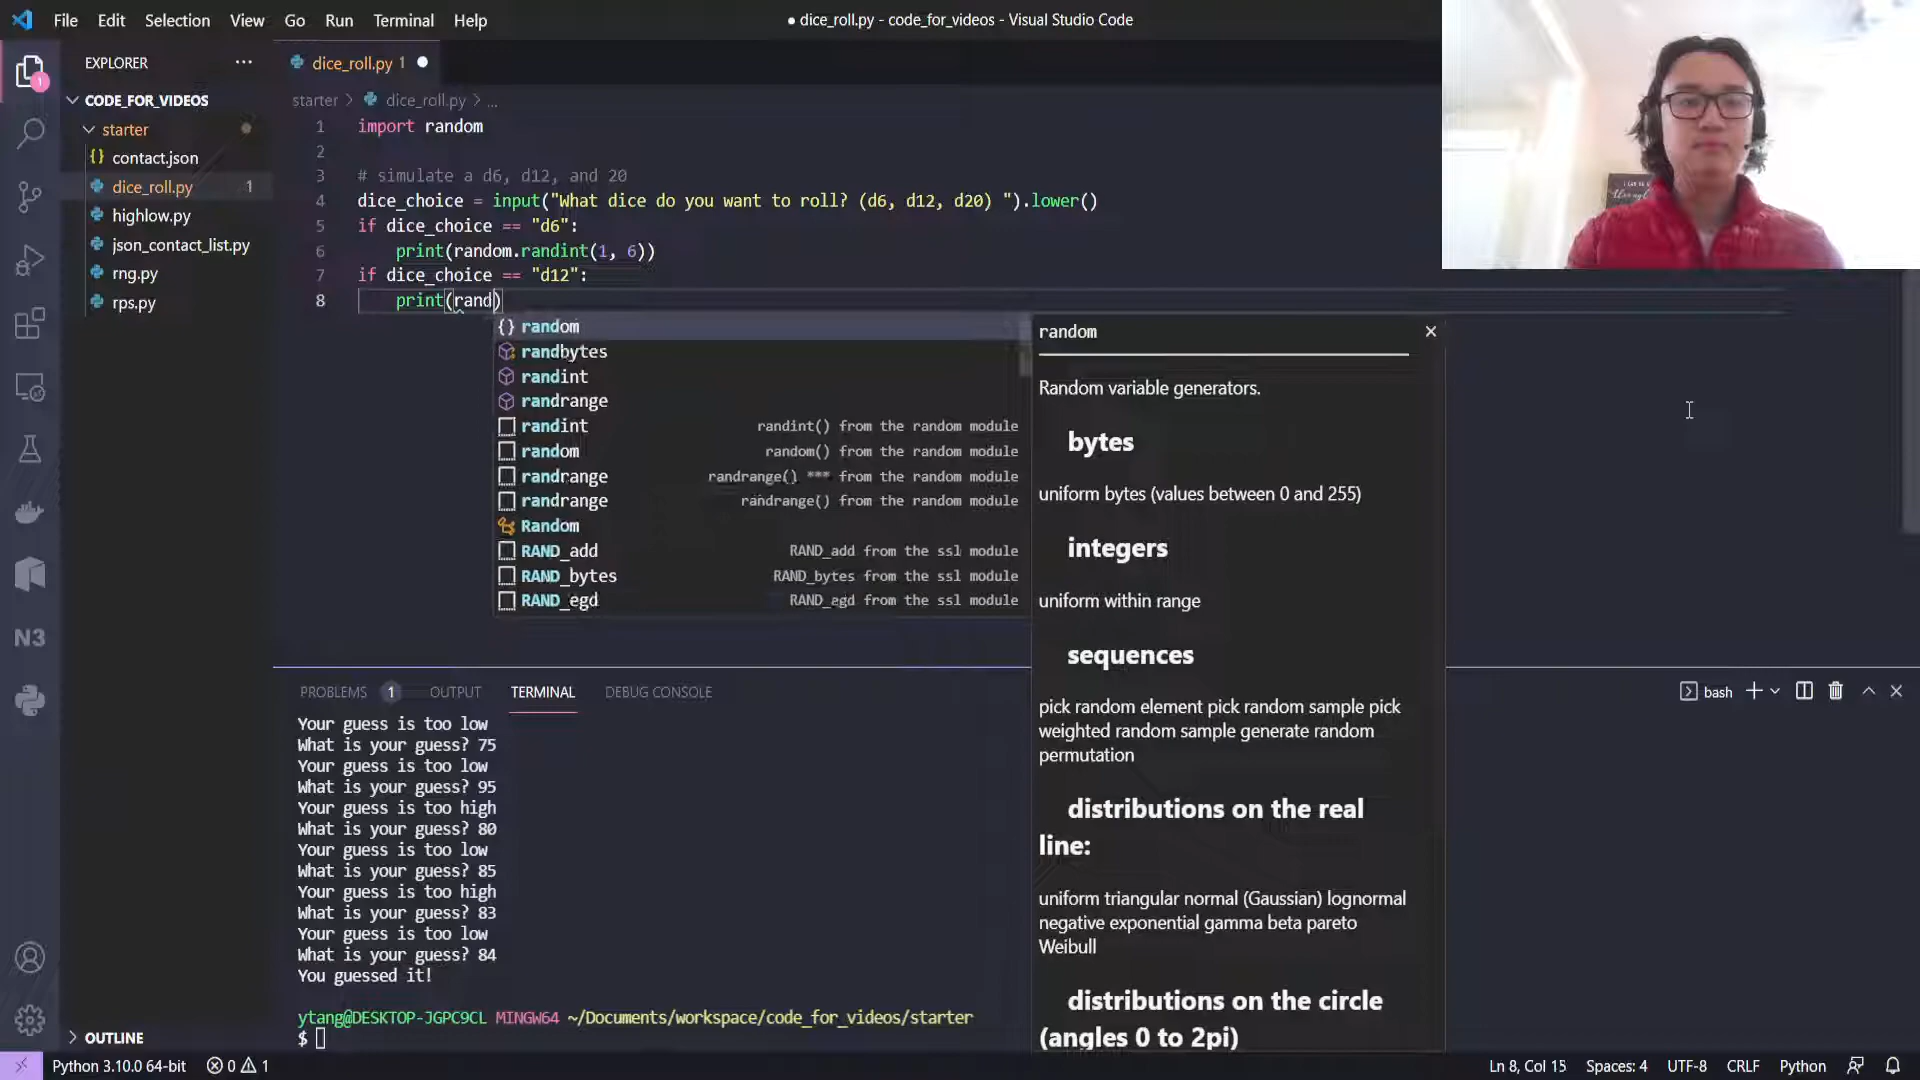 File Edit Selection View Go Run Terminal Help
● dice_roll.py - code_for_videos - Visual Studio Code
EXPLORER ...
1
CODE_FOR_VIDEOS
starter
{} contact.json
dice_roll.py 1
highlow.py
json_contact_list.py
rng.py
rps.py
N3
OUTLINE
dice_roll.py 1 ●
starter > dice_roll.py > ...
1 import random
2
3 # simulate a d6, d12, and 20
4 dice_choice = input("What dice do you want to roll? (d6, d12, d20) ").lower()
5 if dice_choice == "d6":
6 print(random.randint(1, 6))
7 if dice_choice == "d12":
8 print(rand)
{} random
randbytes
randint
randrange
randint randint() from the random module
random random() from the random module
randrange randrange() *** from the random module
randrange randrange() from the random module
Random
RAND_add RAND_add from the ssl module
RAND_bytes RAND_bytes from the ssl module
RAND_egd RAND_egd from the ssl module
random
Random variable generators.
bytes
uniform bytes (values between 0 and 255)
integers
uniform within range
sequences
pick random element pick random sample pick
weighted random sample generate random
permutation
distributions on the real
line:
uniform triangular normal (Gaussian) lognormal
negative exponential gamma beta pareto
Weibull
distributions on the circle
(angles 0 to 2pi)
PROBLEMS 1 OUTPUT TERMINAL DEBUG CONSOLE
bash
Your guess is too low
What is your guess? 75
Your guess is too low
What is your guess? 95
Your guess is too high
What is your guess? 80
Your guess is too low
What is your guess? 85
Your guess is too high
What is your guess? 83
Your guess is too low
What is your guess? 84
You guessed it!
ytang@DESKTOP-JGPC9CL MINGW64 ~/Documents/workspace/code_for_videos/starter
$
Python 3.10.0 64-bit 0 1
Ln 8, Col 15 Spaces: 4 UTF-8 CRLF Python